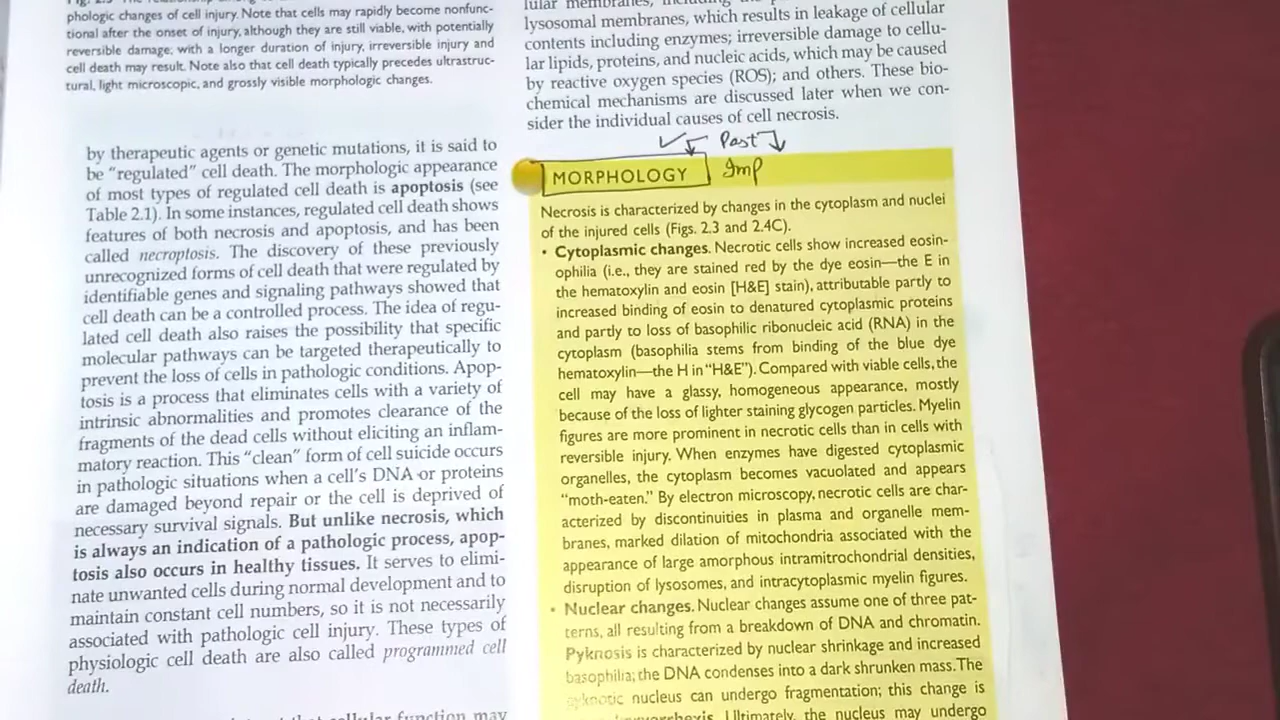 phologic changes of cell injury. Note that cells may rapidly become nonfunc-
tional after the onset of injury, although they are still viable, with potentially
reversible damage; with a longer duration of injury, irreversible injury and
cell death may result. Note also that cell death typically precedes ultrastruc-
tural, light microscopic, and grossly visible morphologic changes.
by therapeutic agents or genetic mutations, it is said to
be “regulated” cell death. The morphologic appearance
of most types of regulated cell death is apoptosis (see
Table 2.1). In some instances, regulated cell death shows
features of both necrosis and apoptosis, and has been
called necroptosis. The discovery of these previously
unrecognized forms of cell death that were regulated by
identifiable genes and signaling pathways showed that
cell death can be a controlled process. The idea of regu-
lated cell death also raises the possibility that specific
molecular pathways can be targeted therapeutically to
prevent the loss of cells in pathologic conditions. Apop-
tosis is a process that eliminates cells with a variety of
intrinsic abnormalities and promotes clearance of the
fragments of the dead cells without eliciting an inflam-
matory reaction. This “clean” form of cell suicide occurs
in pathologic situations when a cell’s DNA or proteins
are damaged beyond repair or the cell is deprived of
necessary survival signals. But unlike necrosis, which
is always an indication of a pathologic process, apop-
tosis also occurs in healthy tissues. It serves to elimi-
nate unwanted cells during normal development and to
maintain constant cell numbers, so it is not necessarily
associated with pathologic cell injury. These types of
physiologic cell death are also called programmed cell
death.
that cellular function may
lular membranes, including the
lysosomal membranes, which results in leakage of cellular
contents including enzymes; irreversible damage to cellu-
lar lipids, proteins, and nucleic acids, which may be caused
by reactive oxygen species (ROS); and others. These bio-
chemical mechanisms are discussed later when we con-
sider the individual causes of cell necrosis.
Past
MORPHOLOGY Imp
Necrosis is characterized by changes in the cytoplasm and nuclei
of the injured cells (Figs. 2.3 and 2.4C).
• Cytoplasmic changes. Necrotic cells show increased eosin-
ophilia (i.e., they are stained red by the dye eosin—the E in
the hematoxylin and eosin [H&E] stain), attributable partly to
increased binding of eosin to denatured cytoplasmic proteins
and partly to loss of basophilic ribonucleic acid (RNA) in the
cytoplasm (basophilia stems from binding of the blue dye
hematoxylin—the H in “H&E”). Compared with viable cells, the
cell may have a glassy, homogeneous appearance, mostly
because of the loss of lighter staining glycogen particles. Myelin
figures are more prominent in necrotic cells than in cells with
reversible injury. When enzymes have digested cytoplasmic
organelles, the cytoplasm becomes vacuolated and appears
“moth-eaten.” By electron microscopy, necrotic cells are char-
acterized by discontinuities in plasma and organelle mem-
branes, marked dilation of mitochondria associated with the
appearance of large amorphous intramitrochondrial densities,
disruption of lysosomes, and intracytoplasmic myelin figures.
• Nuclear changes. Nuclear changes assume one of three pat-
terns, all resulting from a breakdown of DNA and chromatin.
Pyknosis is characterized by nuclear shrinkage and increased
basophilia; the DNA condenses into a dark shrunken mass. The
pyknotic nucleus can undergo fragmentation; this change is
Ultimately, the nucleus may undergo